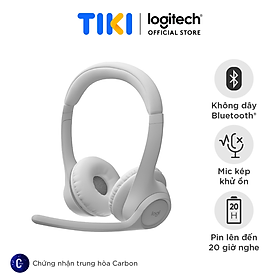 TIKI
logitech
OFFICIAL STORE
Không dây
Bluetooth®
Mic kép
khử ồn
20
H
Pin lên đến
20 giờ nghe
logi
Chứng nhận trung hòa Carbon